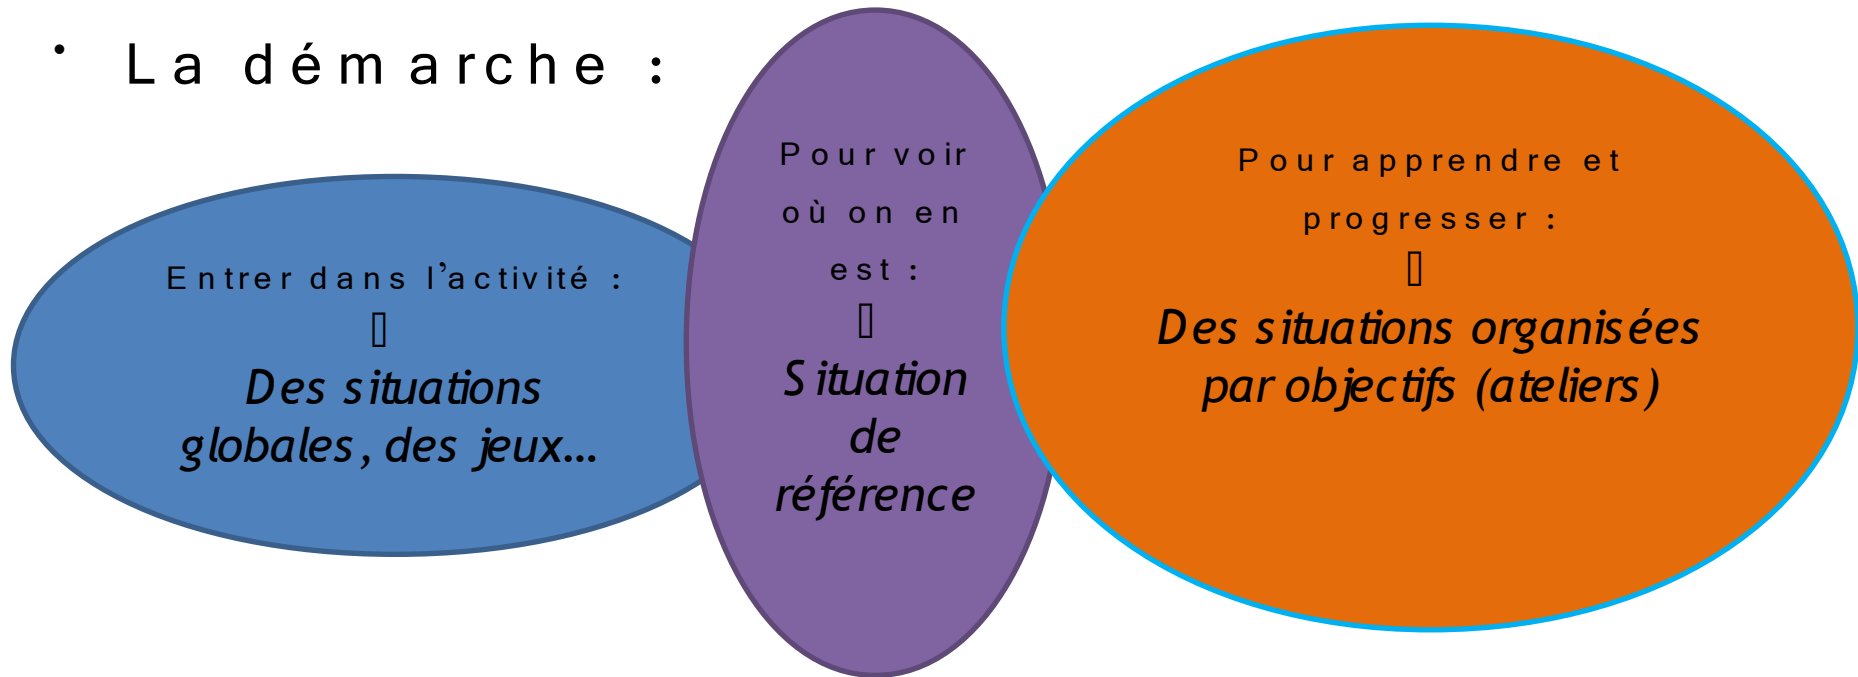 · La démarche :
Entrer dans l’activité :
Des situations
globales, des jeux...
Pour voir
où on en
est :
Situation
de
référence
Pour apprendre et
progresser :
Des situations organisées
par objectifs (ateliers)